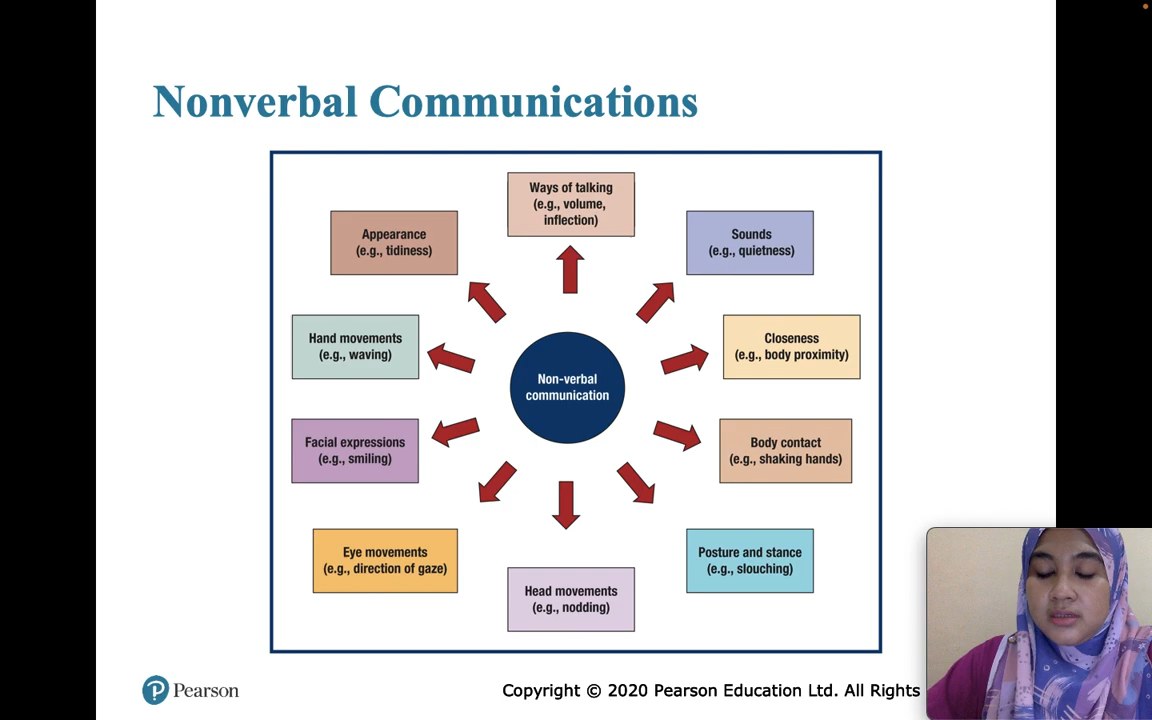 Nonverbal Communications
Ways of talking
(e.g., volume,
inflection)
Appearance
(e.g., tidiness)
Sounds
(e.g., quietness)
Hand movements
(e.g., waving)
Closeness
(e.g., body proximity)
Non-verbal
communication
Facial expressions
(e.g., smiling)
Body contact
(e.g., shaking hands)
Eye movements
(e.g., direction of gaze)
Posture and stance
(e.g., slouching)
Head movements
(e.g., nodding)
P Pearson
Copyright © 2020 Pearson Education Ltd. All Rights